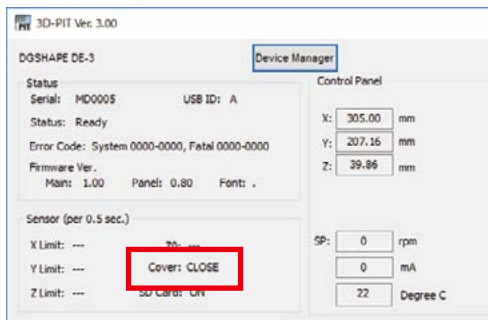 PIT 3D-PIT Ver. 3.00
DGSHAPE DE-3
Device Manager
Status
Serial: MD0005 USB ID: A
Status: Ready
Error Code: System 0000-0000, Fatal 0000-0000
Firmware Ver.
Main: 1.00 Panel: 0.80 Font: .
Sensor (per 0.5 sec.)
X Limit: --- Z0: ---
Y Limit: --- Cover: CLOSE
Z Limit: --- SD Card: ON
Control Panel
X: 305.00 mm
Y: 207.16 mm
Z: 39.86 mm
SP: 0 rpm
0 mA
22 Degree C